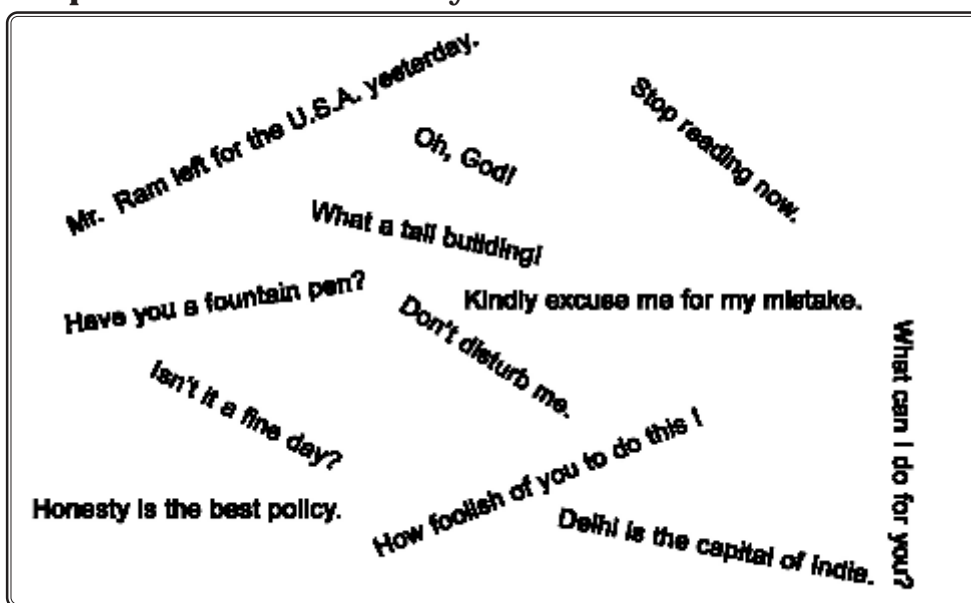 Mr. Ram left for the U.S.A. yesterday.
Stop reading now.
Oh, God!
What a tall building!
Have you a fountain pen?
Kindly excuse me for my mistake.
Don't disturb me.
What can I do for you?
Isn't it a fine day?
How foolish of you to do this !
Honesty is the best policy.
Delhi is the capital of India.